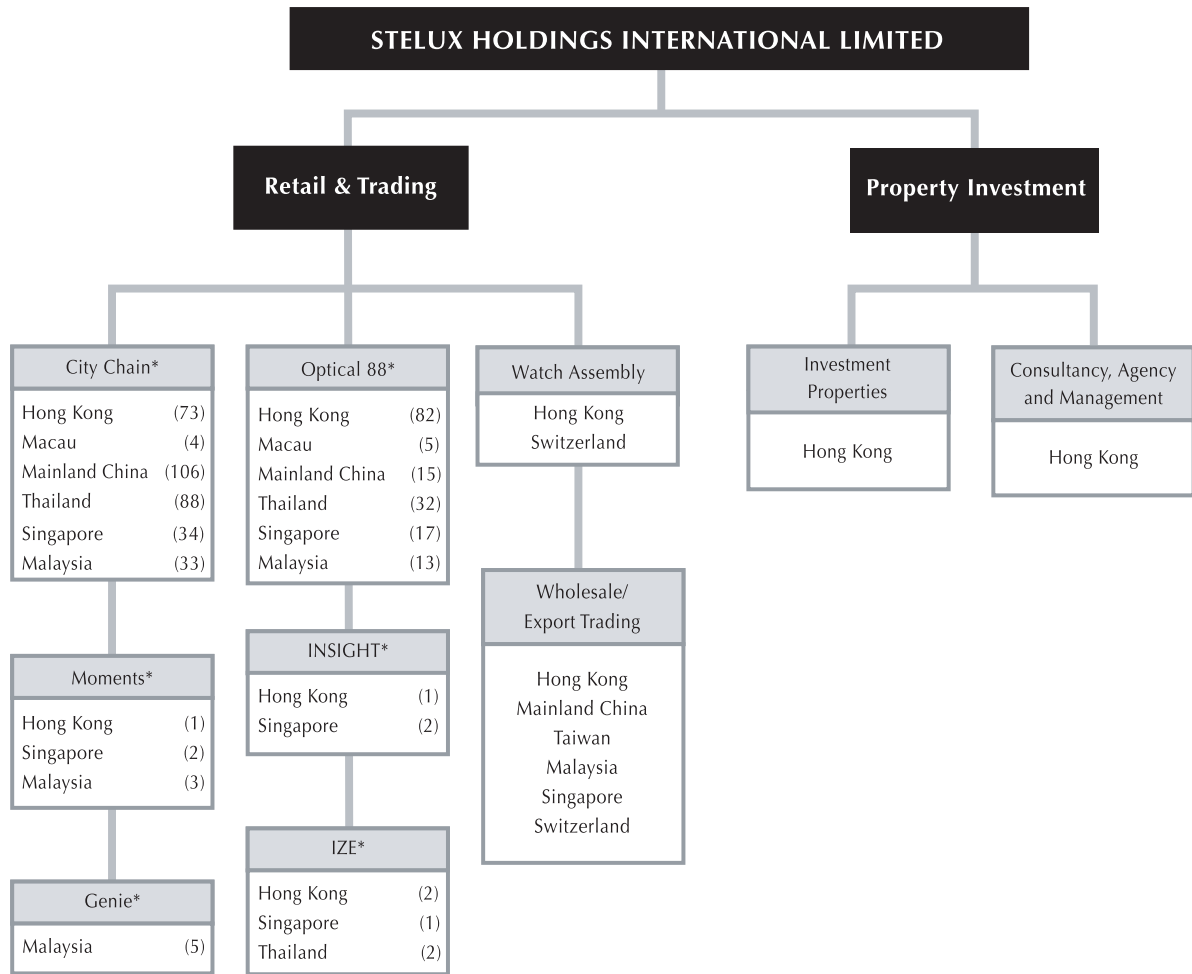 STELUX HOLDINGS INTERNATIONAL LIMITED
Retail & Trading
Property Investment
City Chain*
Hong Kong (73)
Macau (4)
Mainland China (106)
Thailand (88)
Singapore (34)
Malaysia (33)
Moments*
Hong Kong (1)
Singapore (2)
Malaysia (3)
Genie*
Malaysia (5)
Optical 88*
Hong Kong (82)
Macau (5)
Mainland China (15)
Thailand (32)
Singapore (17)
Malaysia (13)
INSIGHT*
Hong Kong (1)
Singapore (2)
IZE*
Hong Kong (2)
Singapore (1)
Thailand (2)
Watch Assembly
Hong Kong
Switzerland
Wholesale/
Export Trading
Hong Kong
Mainland China
Taiwan
Malaysia
Singapore
Switzerland
Investment
Properties
Hong Kong
Consultancy, Agency
and Management
Hong Kong